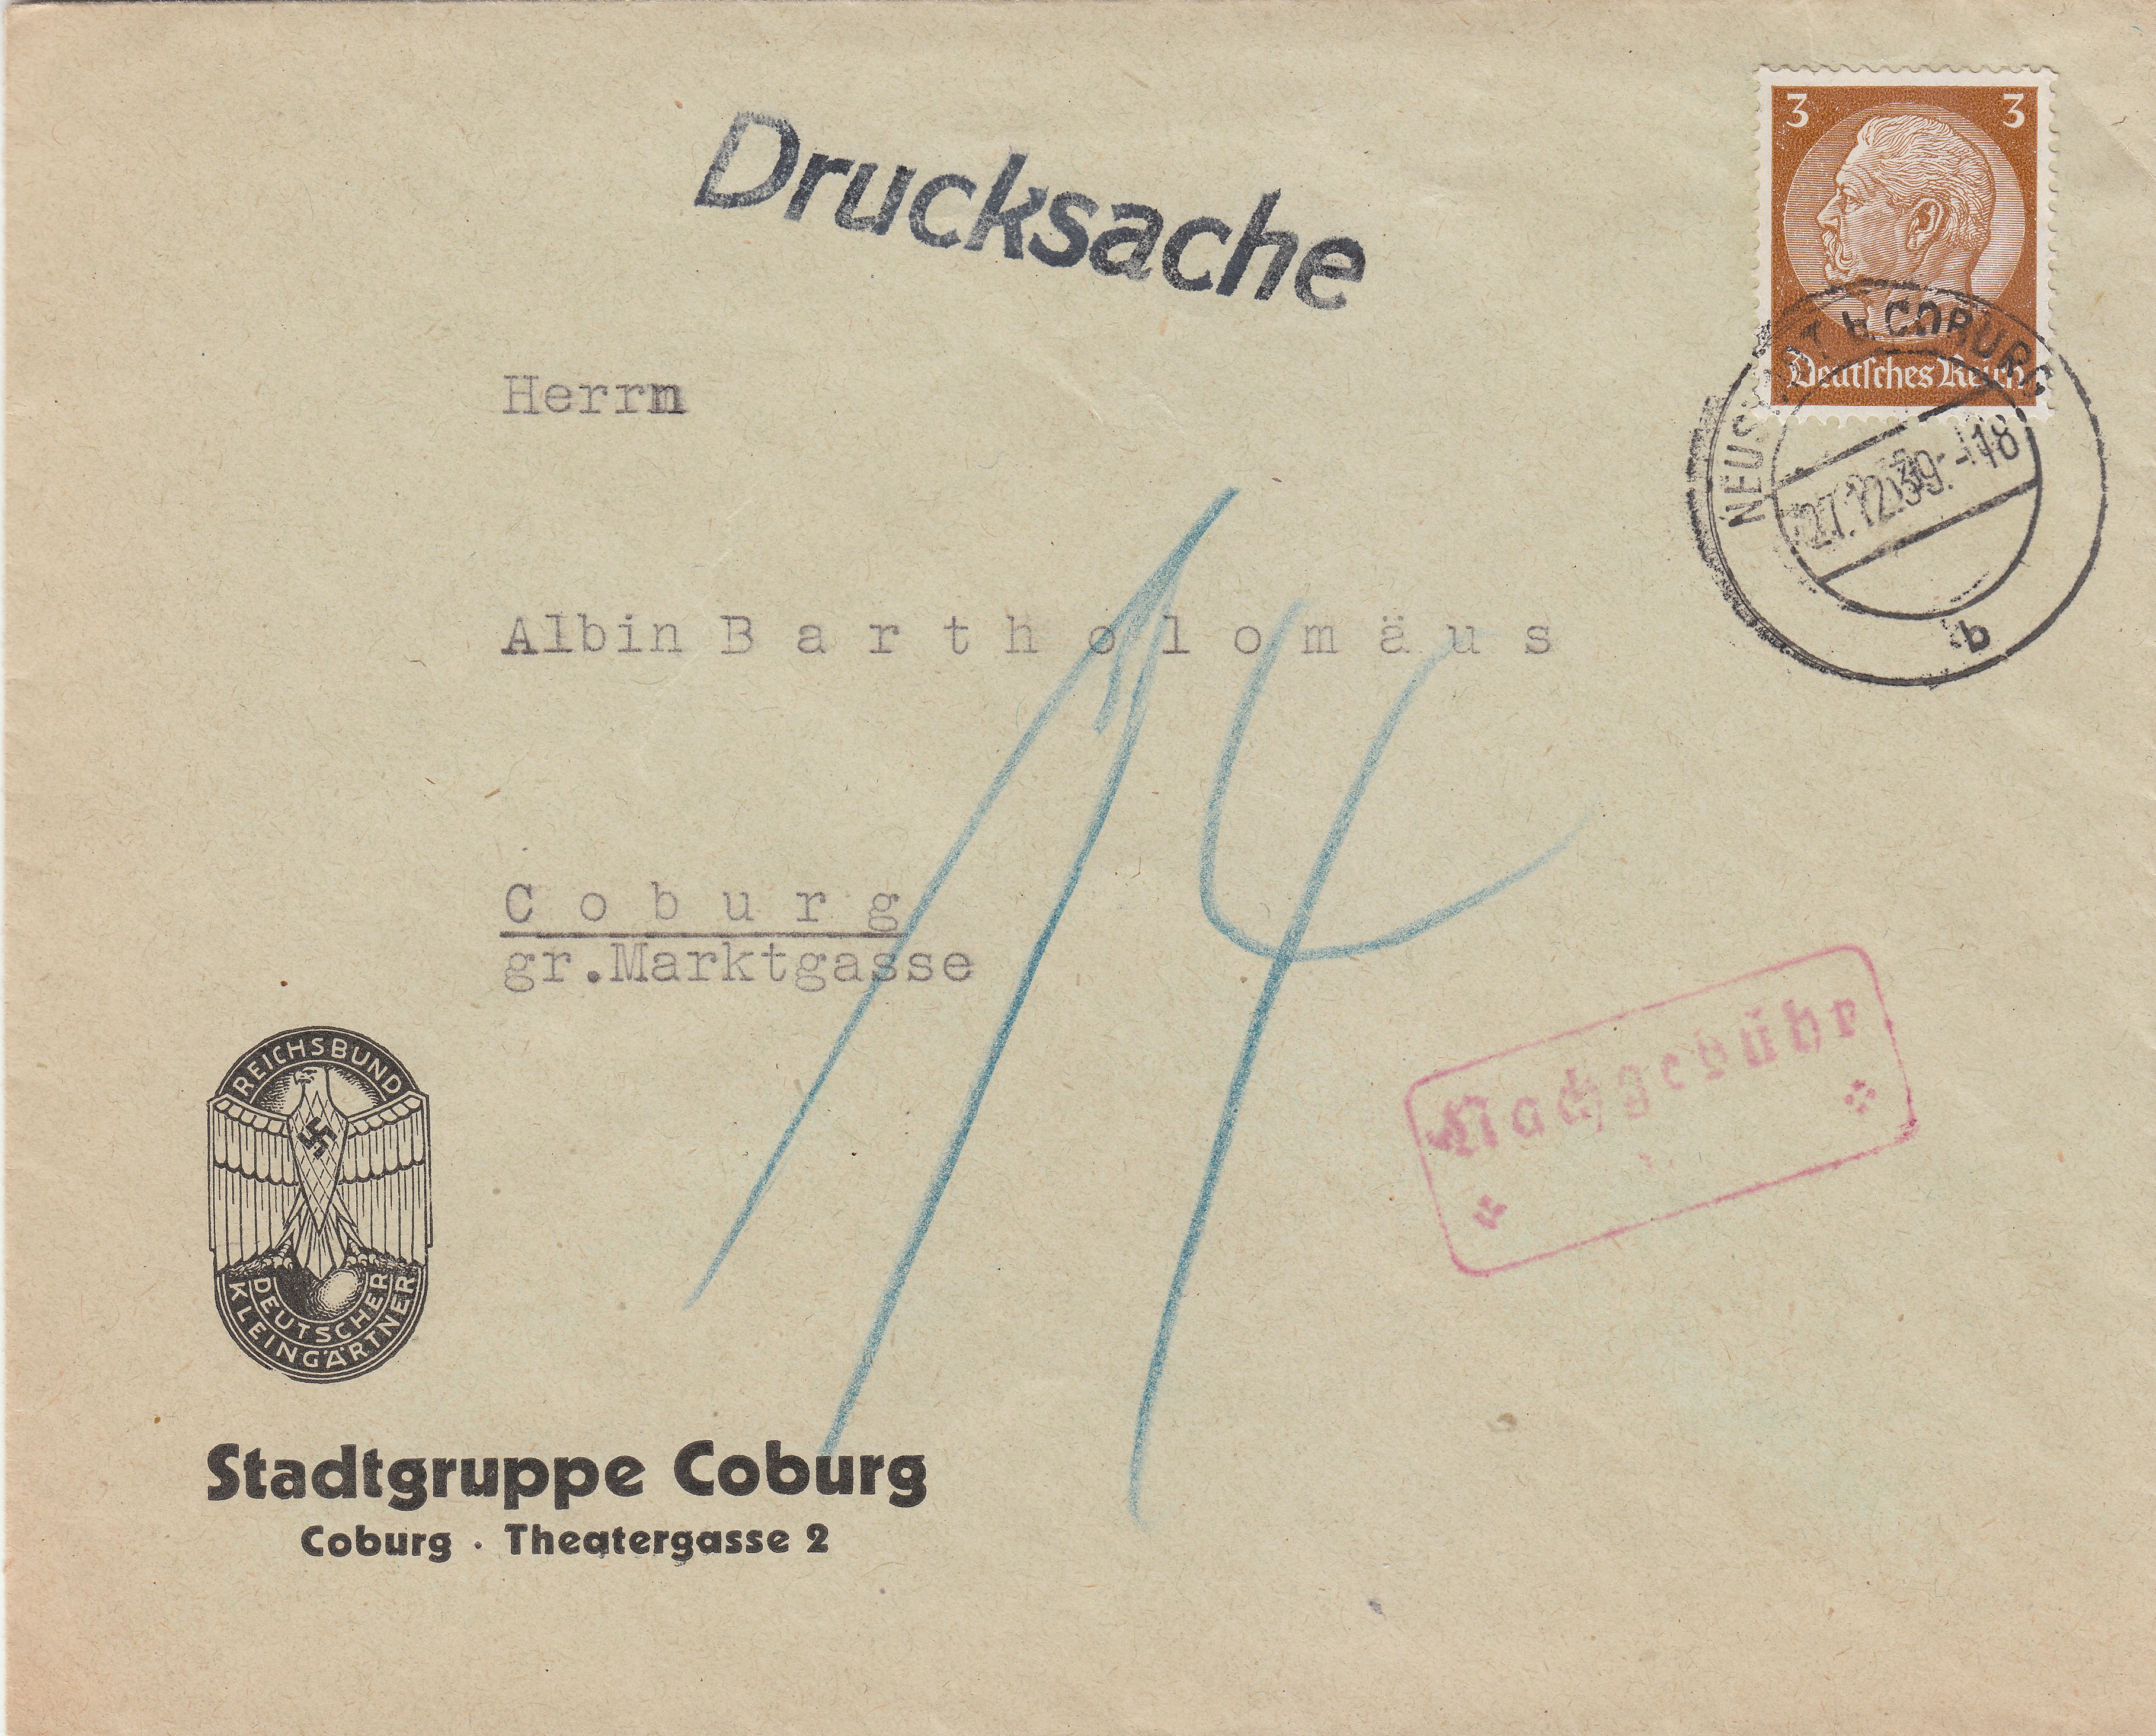 Drucksache
3 3
Deutsches Reich
NEUSTADT b COBURG
27.12.39.-18
b
Herrn
Albin Bartholomäus
Coburg
gr.Marktgasse
14
Nachgebühr
REICHSBUND
DEUTSCHER
KLEINGÄRTNER
Stadtgruppe Coburg
Coburg · Theatergasse 2